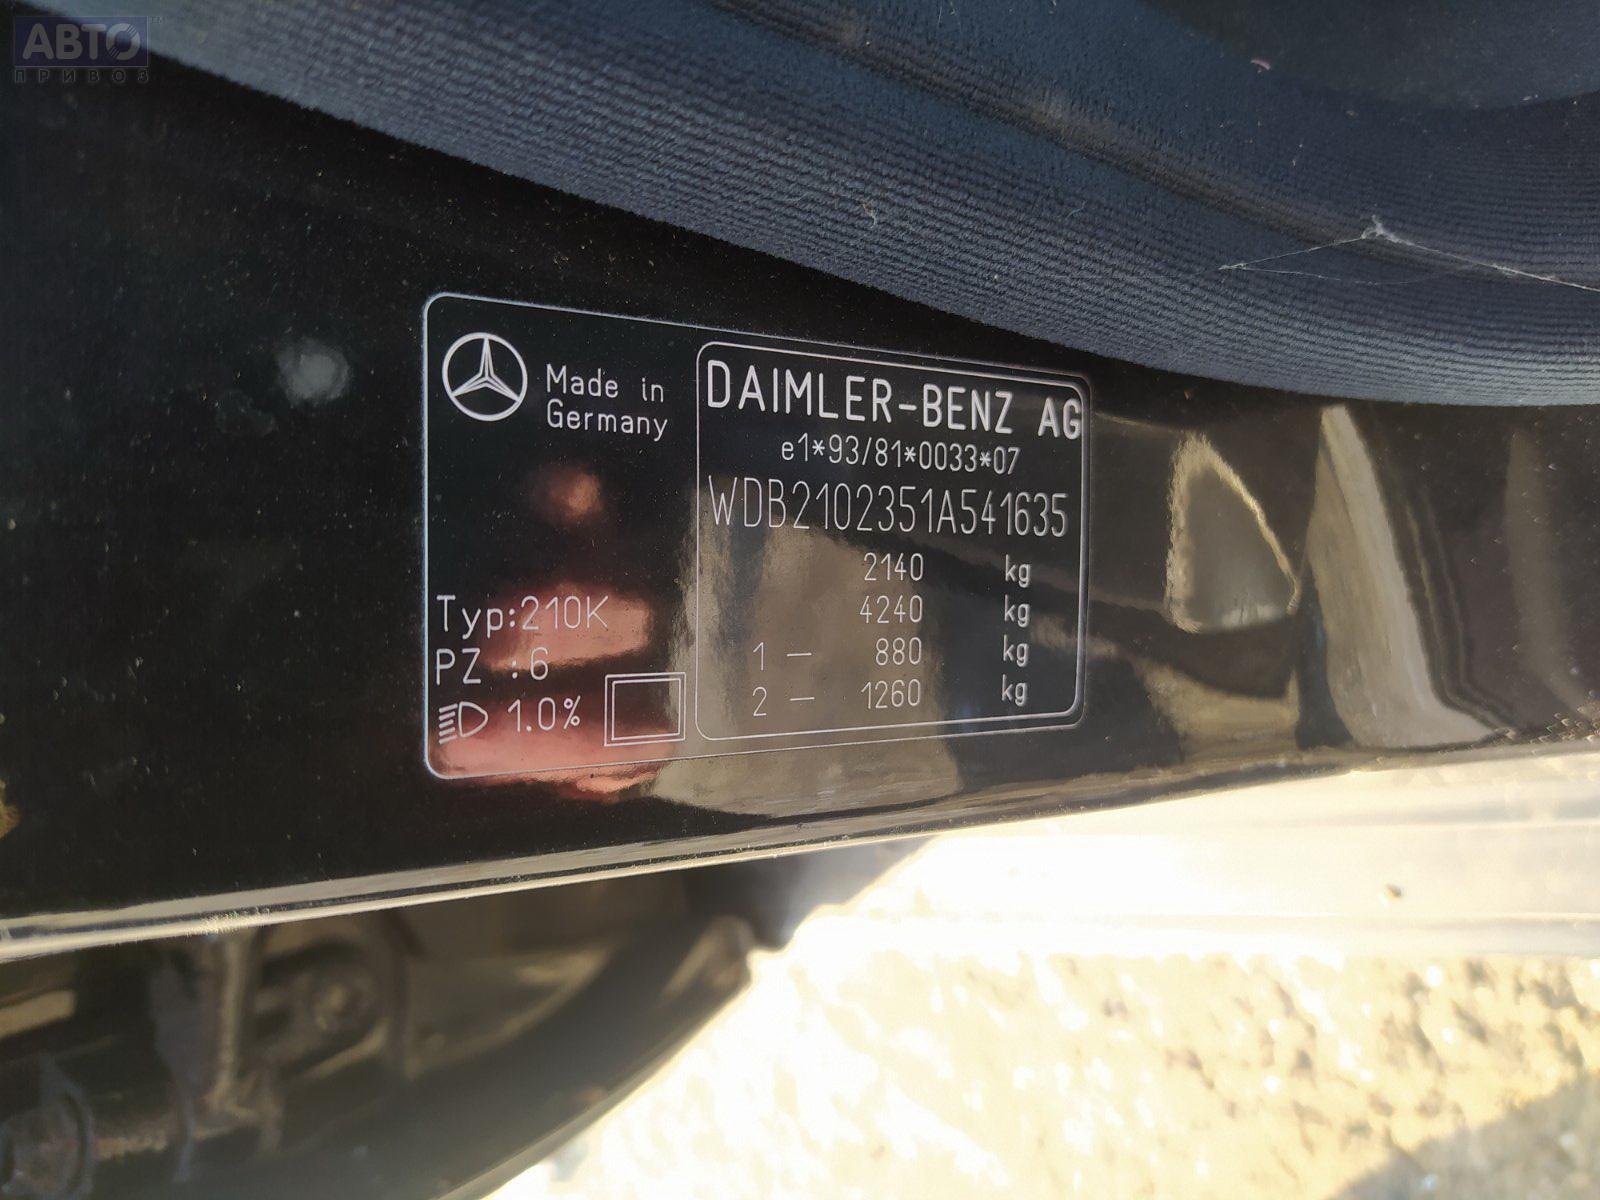 АВТО
ПРИВОЗ
Made in
Germany
DAIMLER-BENZ AG
e1*93/81*0033*07
WDB2102351A541635
2140 kg
4240 kg
1 — 880 kg
2 — 1260 kg
Typ:210K
PZ :6
1.0%